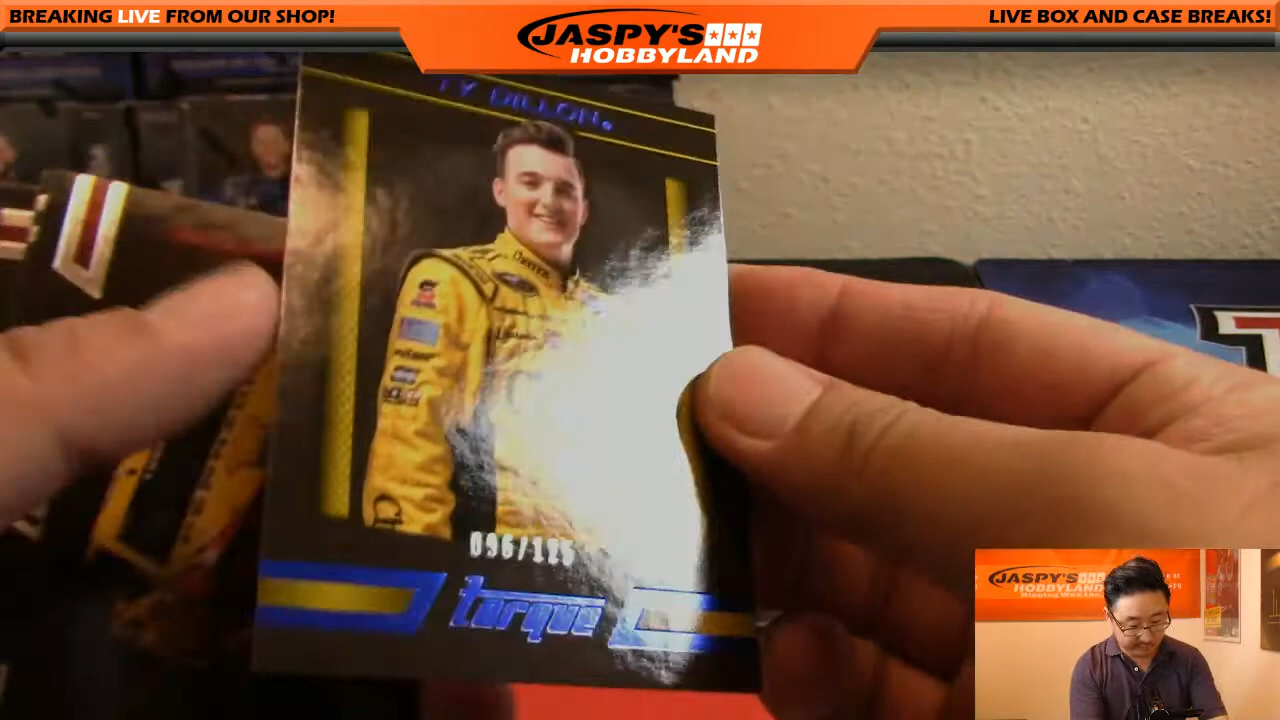 BREAKING LIVE FROM OUR SHOP!
JASPY'S
HOBBYLAND
LIVE BOX AND CASE BREAKS!
TY DILLON
096/125
torque
JASPY'S
HOBBYLAND